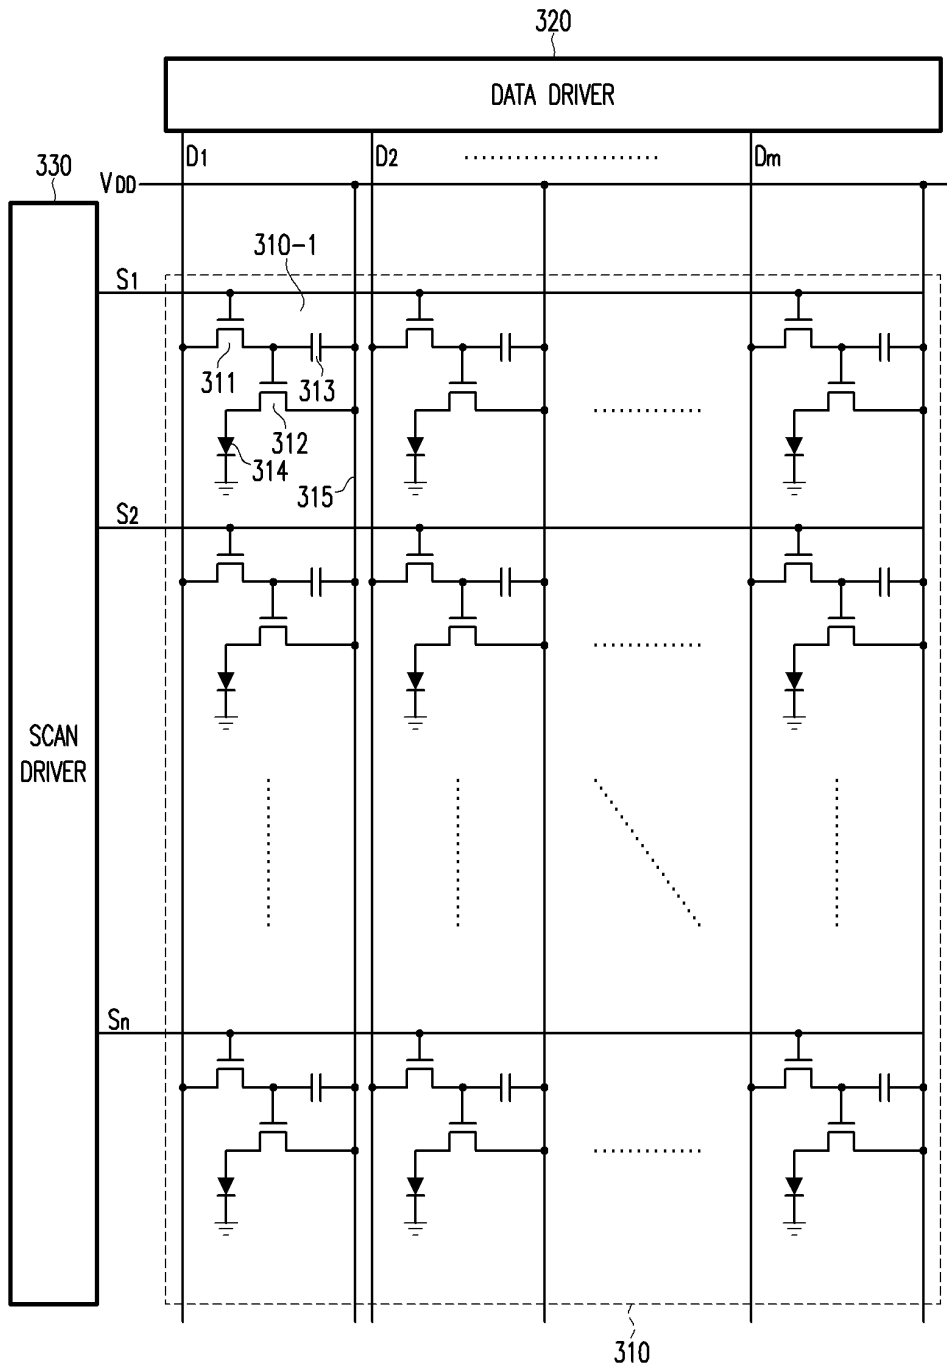 320
DATA DRIVER
D1
D2
Dm
330
VDD
310-1
S1
311
313
312
314
315
S2
SCAN
DRIVER
Sn
310